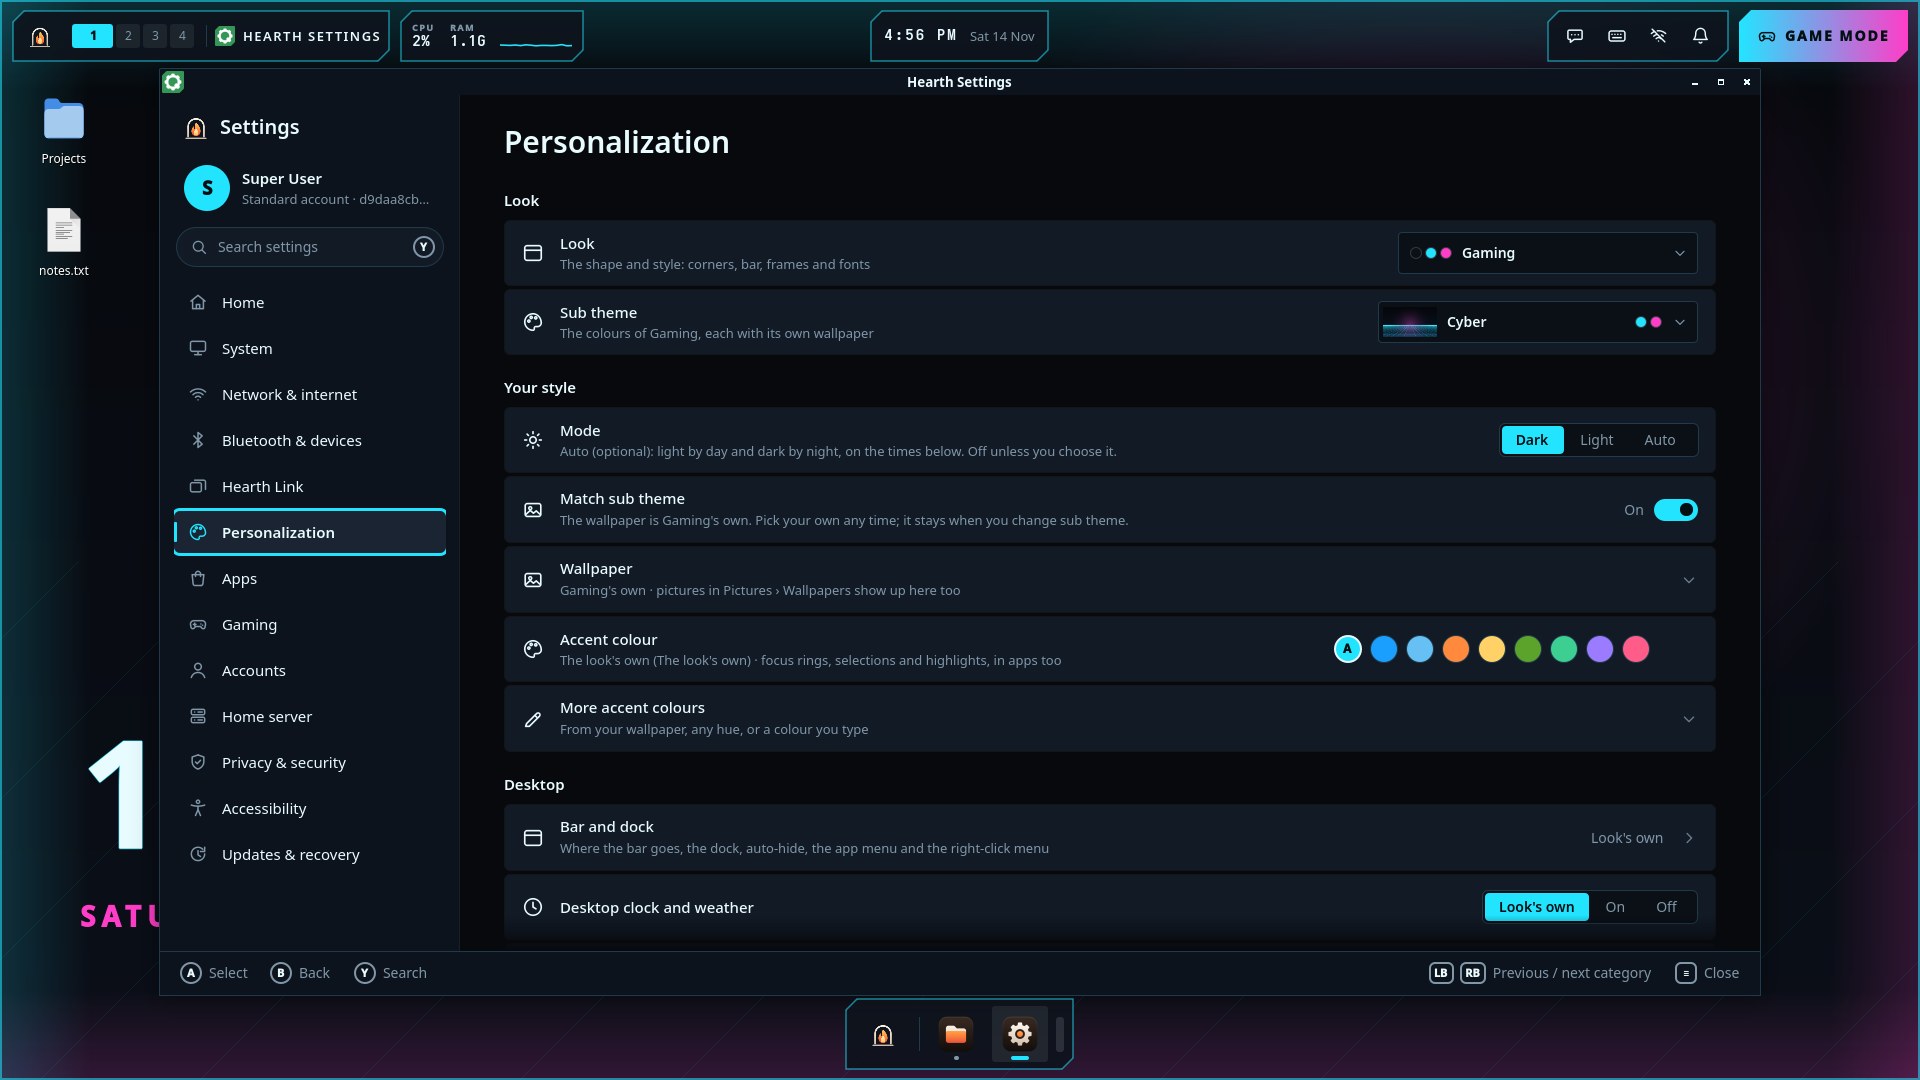 1 2 3 4 HEARTH SETTINGS
CPU 2% RAM 1.1G
4:56 PM Sat 14 Nov
GAME MODE
Projects
notes.txt
1
SATU
Hearth Settings
Settings
S
Super User
Standard account · d9daa8cb...
Search settings Y
Home
System
Network & internet
Bluetooth & devices
Hearth Link
Personalization
Apps
Gaming
Accounts
Home server
Privacy & security
Accessibility
Updates & recovery
Personalization
Look
Look
The shape and style: corners, bar, frames and fonts
Gaming
Sub theme
The colours of Gaming, each with its own wallpaper
Cyber
Your style
Mode
Auto (optional): light by day and dark by night, on the times below. Off unless you choose it.
Dark Light Auto
Match sub theme
The wallpaper is Gaming's own. Pick your own any time; it stays when you change sub theme.
On
Wallpaper
Gaming's own · pictures in Pictures › Wallpapers show up here too
Accent colour
The look's own (The look's own) · focus rings, selections and highlights, in apps too
A
More accent colours
From your wallpaper, any hue, or a colour you type
Desktop
Bar and dock
Where the bar goes, the dock, auto-hide, the app menu and the right-click menu
Look's own
Desktop clock and weather
Look's own On Off
A Select B Back Y Search
LB RB Previous / next category Close